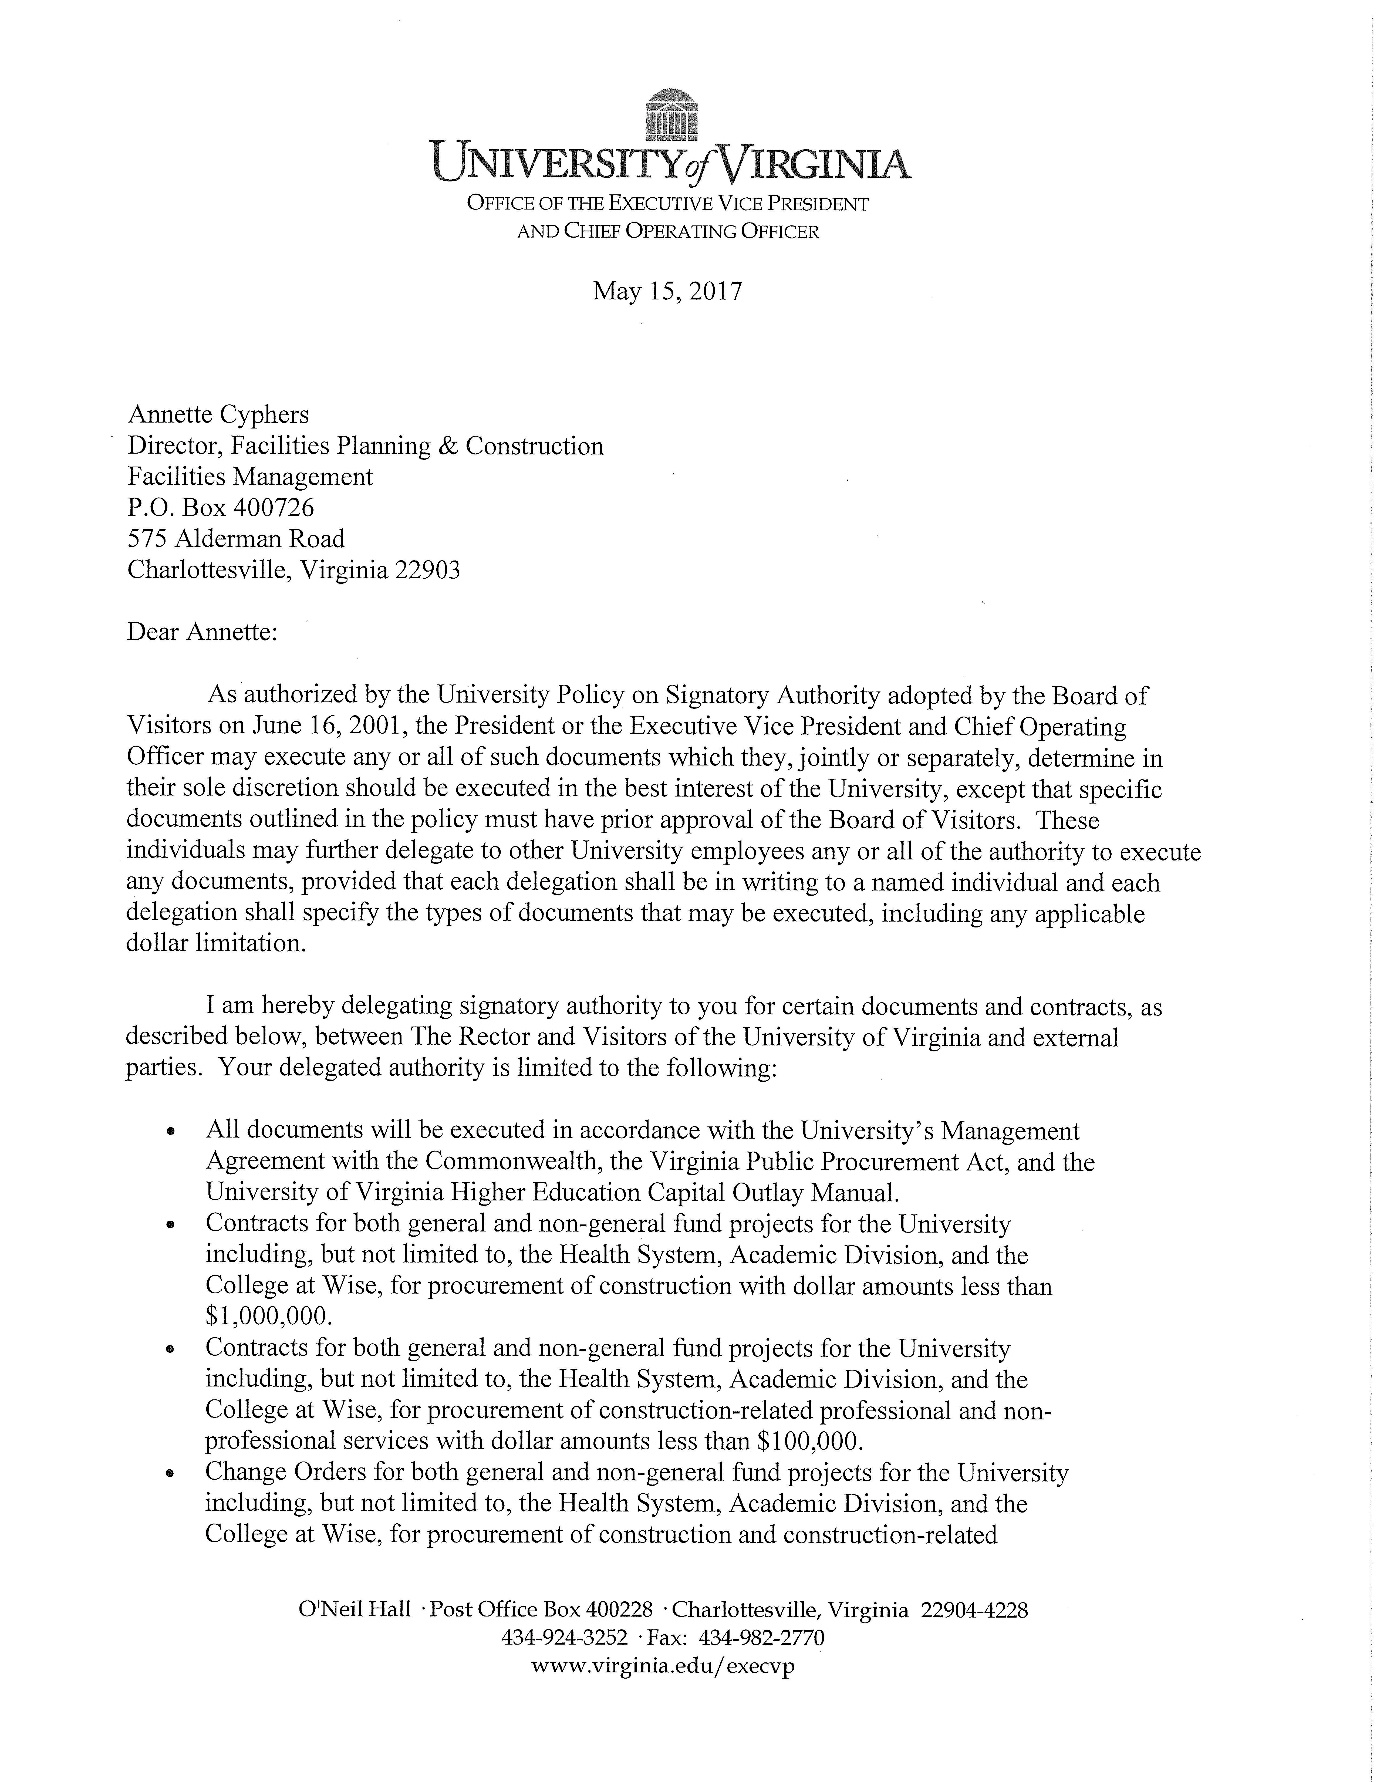 UNIVERSITY of VIRGINIA
OFFICE OF THE EXECUTIVE VICE PRESIDENT
AND CHIEF OPERATING OFFICER
May 15, 2017
Annette Cyphers
Director, Facilities Planning & Construction
Facilities Management
P.O. Box 400726
575 Alderman Road
Charlottesville, Virginia 22903
Dear Annette:
As authorized by the University Policy on Signatory Authority adopted by the Board of
Visitors on June 16, 2001, the President or the Executive Vice President and Chief Operating
Officer may execute any or all of such documents which they, jointly or separately, determine in
their sole discretion should be executed in the best interest of the University, except that specific
documents outlined in the policy must have prior approval of the Board of Visitors.  These
individuals may further delegate to other University employees any or all of the authority to execute
any documents, provided that each delegation shall be in writing to a named individual and each
delegation shall specify the types of documents that may be executed, including any applicable
dollar limitation.
I am hereby delegating signatory authority to you for certain documents and contracts, as
described below, between The Rector and Visitors of the University of Virginia and external
parties.  Your delegated authority is limited to the following:
• All documents will be executed in accordance with the University's Management
Agreement with the Commonwealth, the Virginia Public Procurement Act, and the
University of Virginia Higher Education Capital Outlay Manual.
• Contracts for both general and non-general fund projects for the University
including, but not limited to, the Health System, Academic Division, and the
College at Wise, for procurement of construction with dollar amounts less than
$1,000,000.
• Contracts for both general and non-general fund projects for the University
including, but not limited to, the Health System, Academic Division, and the
College at Wise, for procurement of construction-related professional and non-
professional services with dollar amounts less than $100,000.
• Change Orders for both general and non-general fund projects for the University
including, but not limited to, the Health System, Academic Division, and the
College at Wise, for procurement of construction and construction-related
O'Neil Hall · Post Office Box 400228 · Charlottesville, Virginia 22904-4228
434-924-3252 · Fax: 434-982-2770
www.virginia.edu/execvp